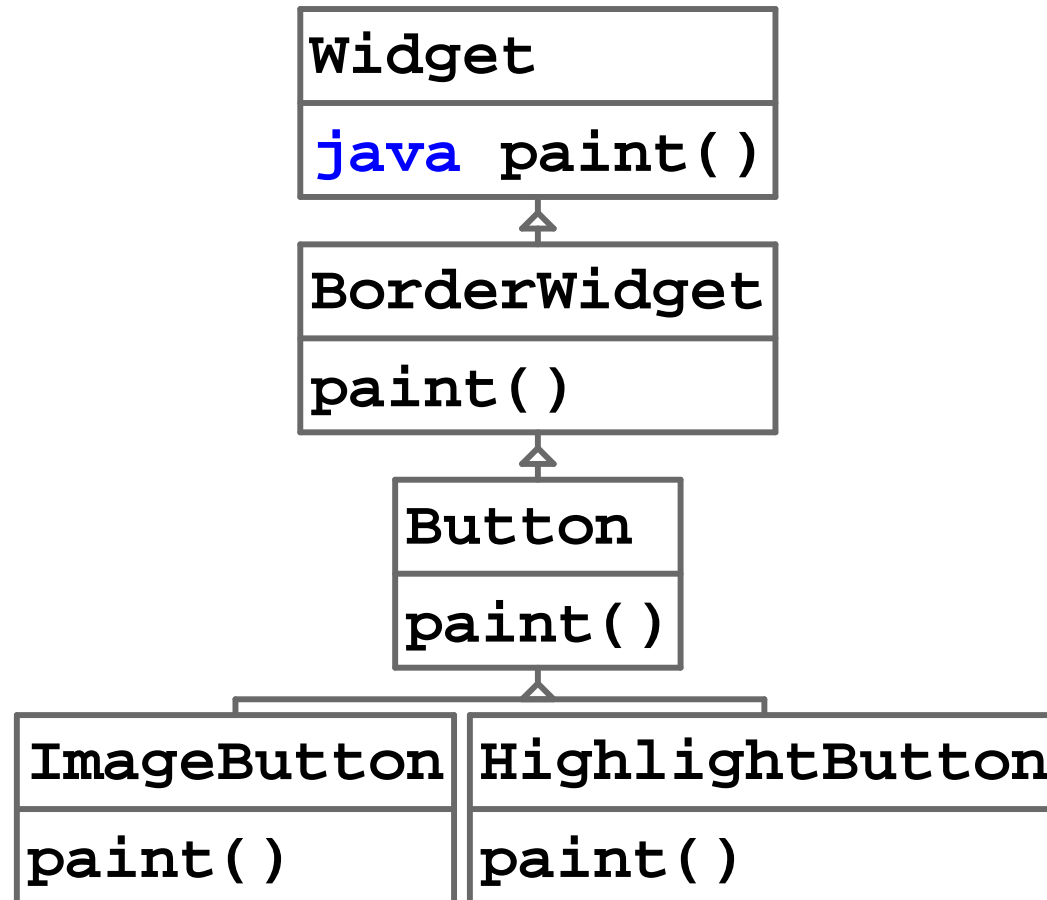 Widget
java paint()
BorderWidget
paint()
Button
paint()
ImageButton
paint()
HighlightButton
paint()